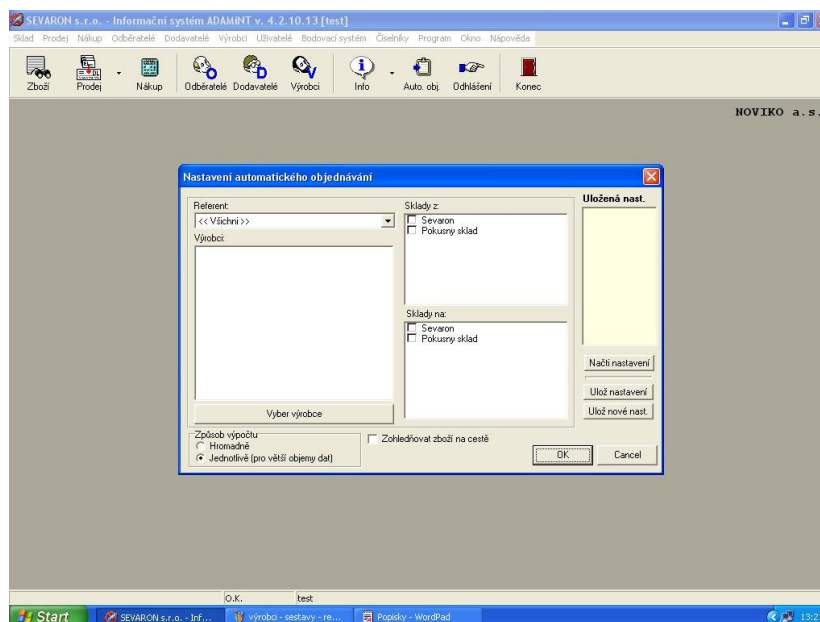 SEVARON s.r.o. - Informační systém ADAMiNT v. 4.2.10.13 [test]
Sklad Prodej Nákup Odběratelé Dodavatelé Výrobci Uživatelé Bodovací systém Číselníky Program Okno Nápověda
Zboží Prodej Nákup Odběratelé Dodavatelé Výrobci Info Auto. obj. Odhlášení Konec
NOVIKO a.s.
Nastavení automatického objednávání
Referent:
<< Všichni >>
Výrobci:
Vyber výrobce
Způsob výpočtu
Hromadně
Jednotlivě (pro větší objemy dat)
Sklady z:
Sevaron
Pokusny sklad
Sklady na:
Sevaron
Pokusny sklad
Zohledňovat zboží na cestě
Uložená nast.
Načti nastavení
Ulož nastavení
Ulož nové nast.
OK Cancel
O.K. test
Start SEVARON s.r.o. - Inf... výrobci - sestavy - re... Popisky - WordPad